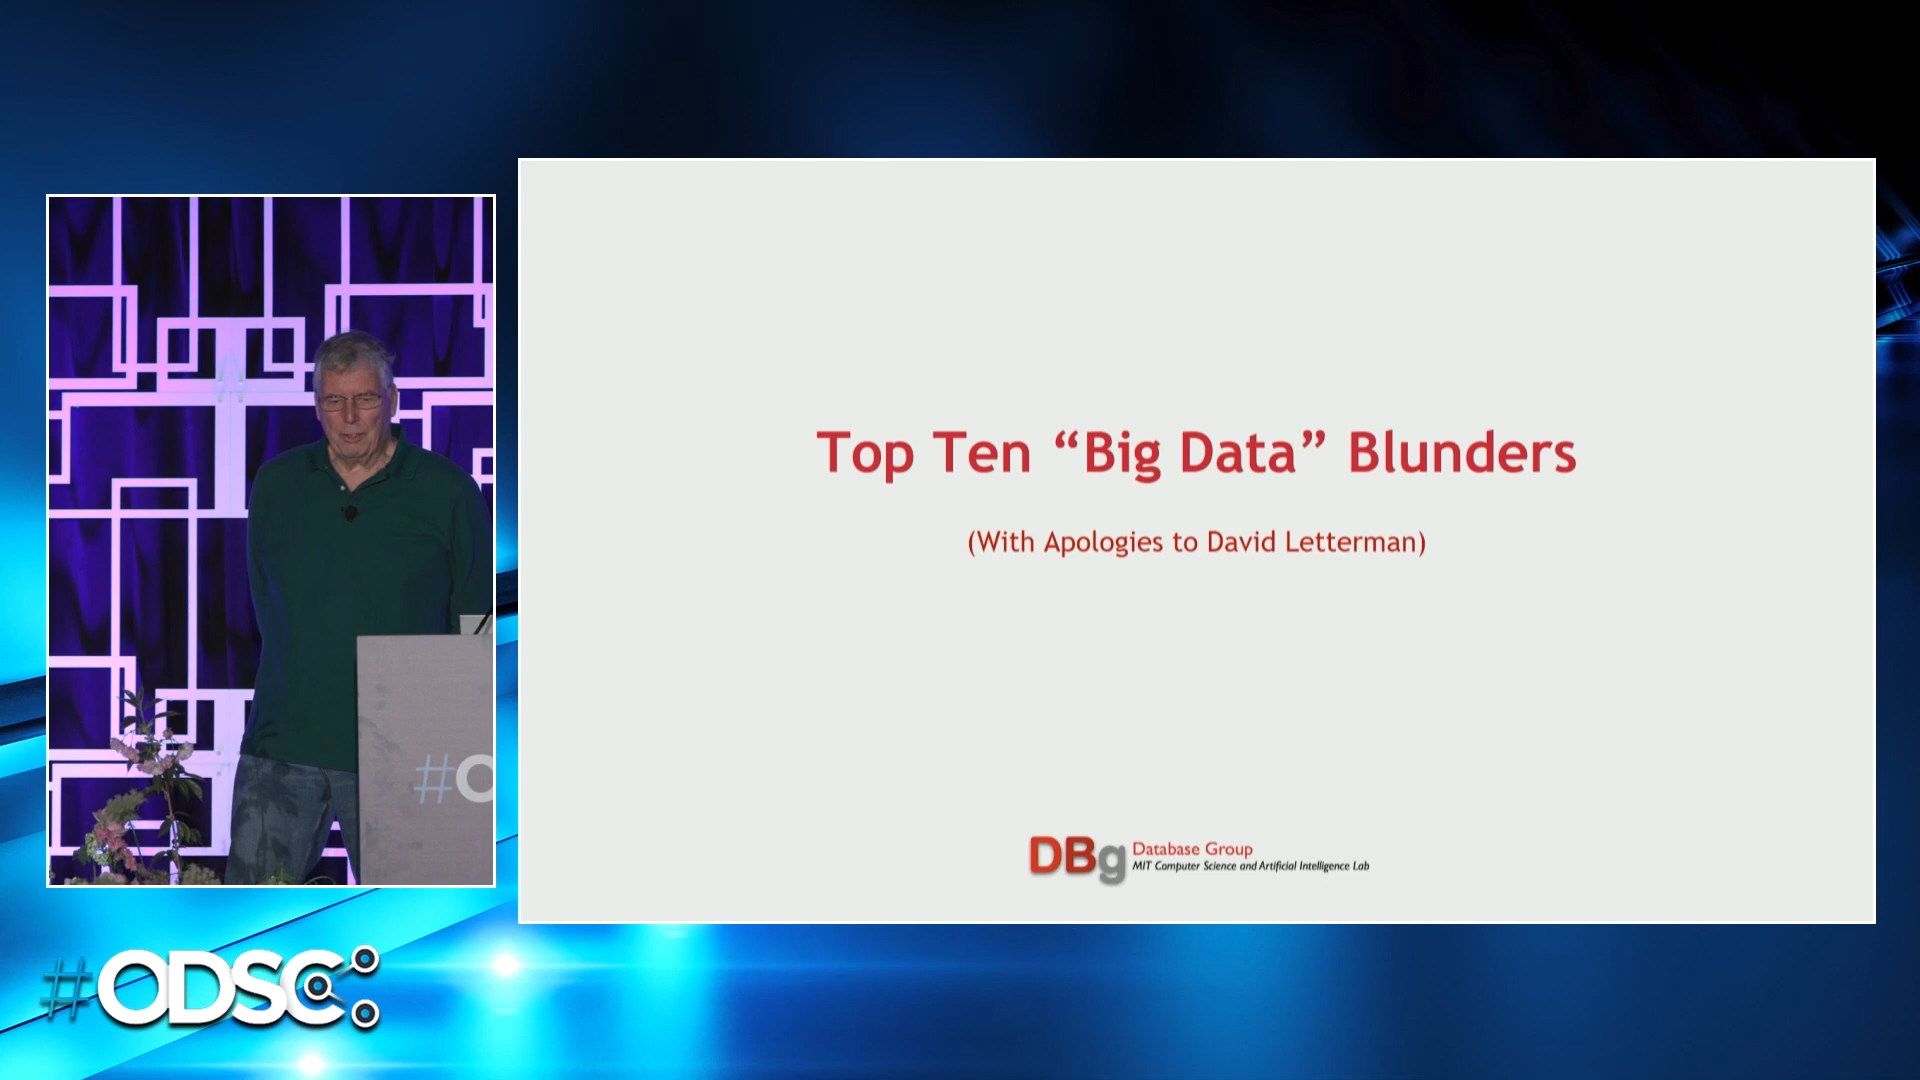 Top Ten “Big Data” Blunders
(With Apologies to David Letterman)
DBg
Database Group
MIT Computer Science and Artificial Intelligence Lab
#O
#ODSC